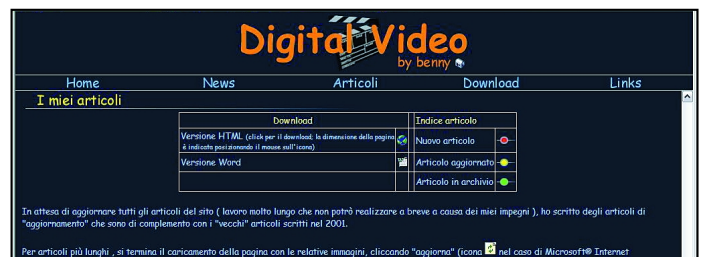 Digital Video
by benny
Home News Articoli Download Links
I miei articoli
Download Indice articolo
Versione HTML (click per il download; la dimensione della pagina
è indicata posizionando il mouse sull'icona)
Nuovo articolo
Versione Word Articolo aggiornato
Articolo in archivio
In attesa di aggiornare tutti gli articoli del sito ( lavoro molto lungo che non potrò realizzare a breve a causa dei miei impegni ), ho scritto degli articoli di
"aggiornamento" che sono di complemento con i "vecchi" articoli scritti nel 2001.
Per articoli più lunghi , si termina il caricamento della pagina con le relative immagini, cliccando "aggiorna" (icona nel caso di Microsoft® Internet